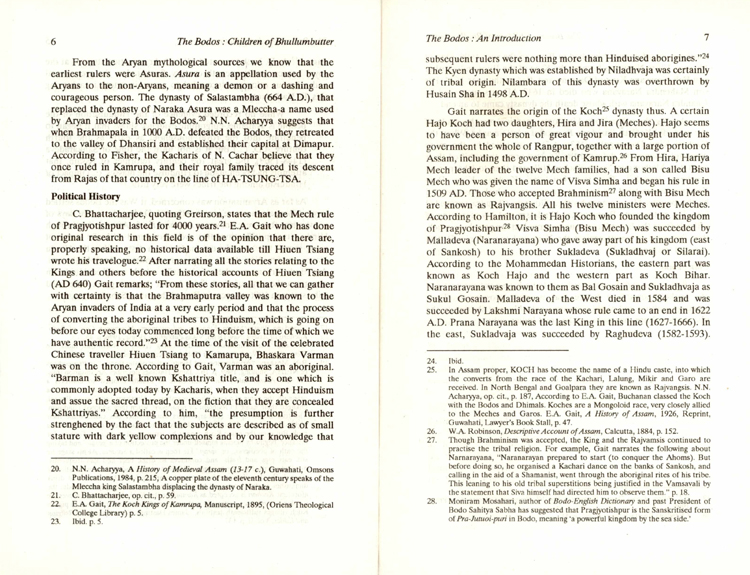 6
The Bodos : Children of Bhullumbutter
From the Aryan mythological sources we know that the
earliest rulers were Asuras. Asura is an appellation used by the
Aryans to the non-Aryans, meaning a demon or a dashing and
courageous person. The dynasty of Salastambha (664 A.D.), that
replaced the dynasty of Naraka Asura was Mleccha-a name used
by Aryan invaders for the Bodos.20 N.N. Acharyya suggests that
when Brahmapala in 1000 A.D. defeated the Bodos, they retreated
to the valley of Dhansiri and established their capital at Dimapur.
According to Fisher, the Kacharis of N. Cachar believe that they
once ruled in Kamrupa, and their royal family traced its descent
from Rajas of that country on the line of HA-TSUNG-TSA.
Political History
C. Bhattacharjee, quoting Greirson, states that the Mech rule
of Pragjyotishpur lasted for 4000 years.21 E.A. Gait who has done
original research in this field is of the opinion that there are,
properly speaking, no historical data available till Hiuen Tsiang
wrote his travelogue.22 After narrating all the stories relating to the
Kings and others before the historical accounts of Hiuen Tsiang
(AD 640) Gait remarks; "From these stories, all that we can gather
with certainty is that the Brahmaputra valley was known to the
Aryan invaders of India at a very early period and that the process
of converting the aboriginal tribes to Hinduism, which is going on
before our eyes today commenced long before the time of which we
have authentic record."23 At the time of the visit of the celebrated
Chinese traveller Hiuen Tsiang to Kamarupa, Bhaskara Varman
was on the throne. According to Gait, Varman was an aboriginal.
"Barman is a well known Kshattriya title, and is one which is
commonly adopted today by Kacharis, when they accept Hinduism
and assue the sacred thread, on the fiction that they are concealed
Kshattriyas." According to him, "the presumption is further
strenghened by the fact that the subjects are described as of small
stature with dark yellow complexions and by our knowledge that
20. N.N. Acharyya, A History of Medieval Assam (13-17 c.), Guwahati, Omsons
Publications, 1984, p. 215; A copper plate of the eleventh century speaks of the
Mleccha king Salastambha displacing the dynasty of Naraka.
21. C. Bhattacharjee, op. cit., p. 59.
22. E.A. Gait, The Koch Kings of Kamrupa, Manuscript, 1895, (Oriens Theological
College Library) p. 5.
23. Ibid. p. 5.
The Bodos : An Introduction
7
subsequent rulers were nothing more than Hinduised aborigines."24
The Kyen dynasty which was established by Niladhvaja was certainly
of tribal origin. Nilambara of this dynasty was overthrown by
Husain Sha in 1498 A.D.
Gait narrates the origin of the Koch25 dynasty thus. A certain
Hajo Koch had two daughters, Hira and Jira (Meches). Hajo seems
to have been a person of great vigour and brought under his
government the whole of Rangpur, together with a large portion of
Assam, including the government of Kamrup.26 From Hira, Hariya
Mech leader of the twelve Mech families, had a son called Bisu
Mech who was given the name of Visva Simha and began his rule in
1509 AD. Those who accepted Brahminism27 along with Bisu Mech
are known as Rajvangsis. All his twelve ministers were Meches.
According to Hamilton, it is Hajo Koch who founded the kingdom
of Pragjyotishpur.28 Visva Simha (Bisu Mech) was succeeded by
Malladeva (Naranarayana) who gave away part of his kingdom (east
of Sankosh) to his brother Sukladeva (Sukladhvaj or Silarai).
According to the Mohammedan Historians, the eastern part was
known as Koch Hajo and the western part as Koch Bihar.
Naranarayana was known to them as Bal Gosain and Sukladhvaja as
Sukul Gosain. Malladeva of the West died in 1584 and was
succeeded by Lakshmi Narayana whose rule came to an end in 1622
A.D. Prana Narayana was the last King in this line (1627-1666). In
the east, Sukladvaja was succeeded by Raghudeva (1582-1593).
24. Ibid.
25. In Assam proper, KOCH has become the name of a Hindu caste, into which
the converts from the race of the Kachari, Lalung, Mikir and Garo are
received. In North Bengal and Goalpara they are known as Rajvangsis. N.N.
Acharyya, op. cit., p. 187, According to E.A. Gait, Buchanan classed the Koch
with the Bodos and Dhimals. Koches are a Mongoloid race, very closely allied
to the Meches and Garos. E.A. Gait, A History of Assam, 1926, Reprint,
Guwahati, Lawyer's Book Stall, p. 47.
26. W.A. Robinson, Descriptive Account of Assam, Calcutta, 1884, p. 152.
27. Though Brahminism was accepted, the King and the Rajvamsis continued to
practise the tribal religion. For example, Gait narrates the following about
Narnarayana, "Naranarayan prepared to start (to conquer the Ahoms). But
before doing so, he organised a Kachari dance on the banks of Sankosh, and
calling in the aid of a Shamanist, went through the aboriginal rites of his tribe.
This leaning to his old tribal superstitions being justified in the Vamsavali by
the statement that Siva himself had directed him to observe them." p. 18.
28. Moniram Mosahari, author of Bodo-English Dictionary and past President of
Bodo Sahitya Sabha has suggested that Pragjyotishpur is the Sanskritised form
of Pra-Jutuoi-puri in Bodo, meaning 'a powerful kingdom by the sea side.'